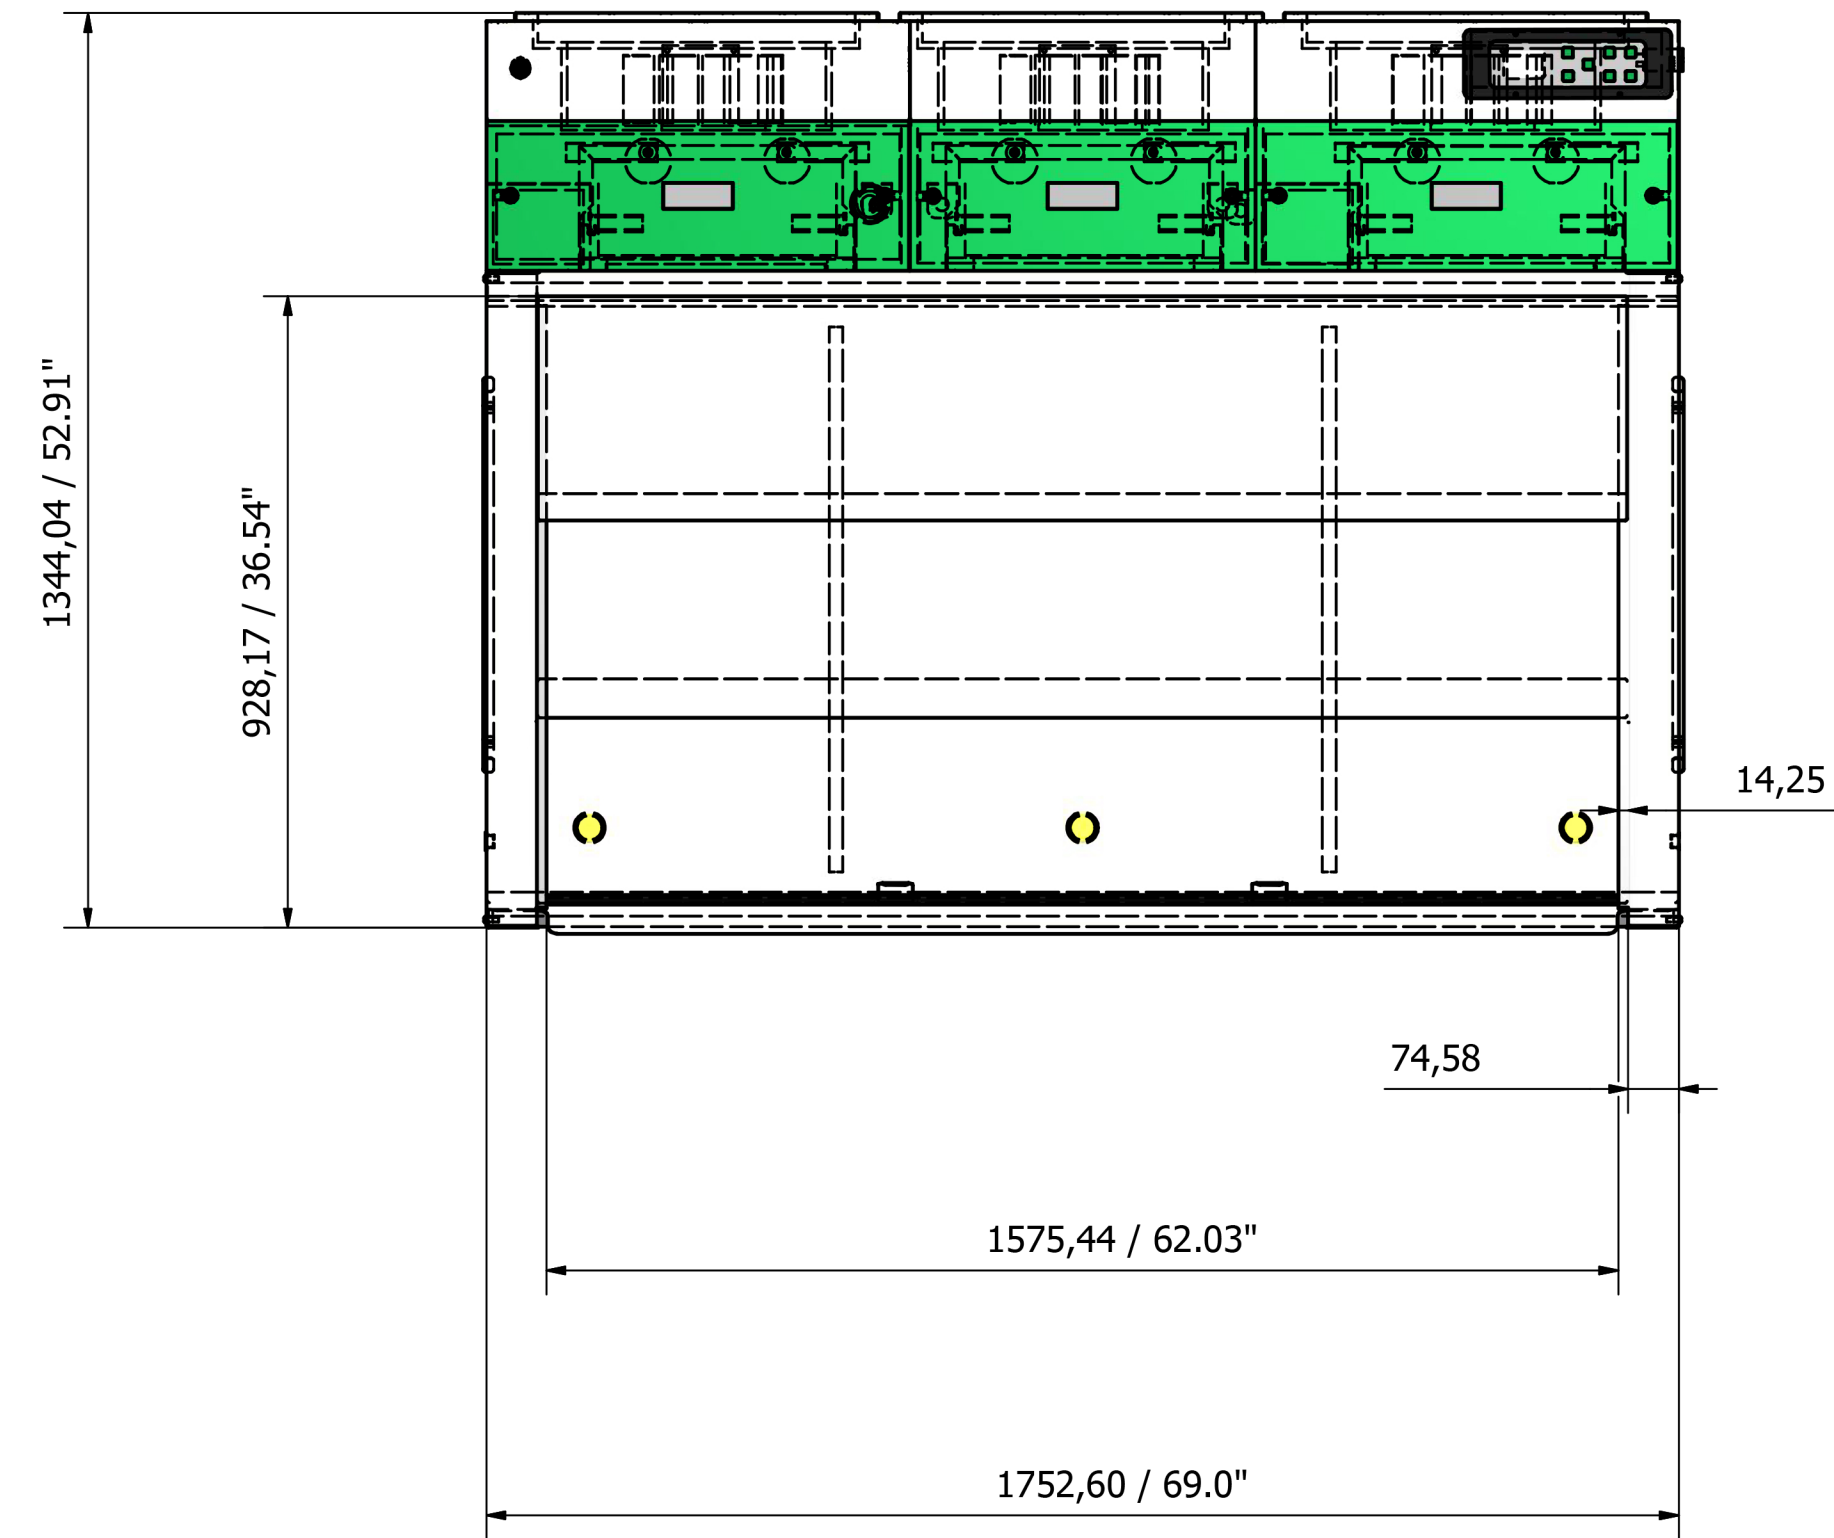 1344,04 / 52.91"
928,17 / 36.54"
14,25
74,58
1575,44 / 62.03"
1752,60 / 69.0"